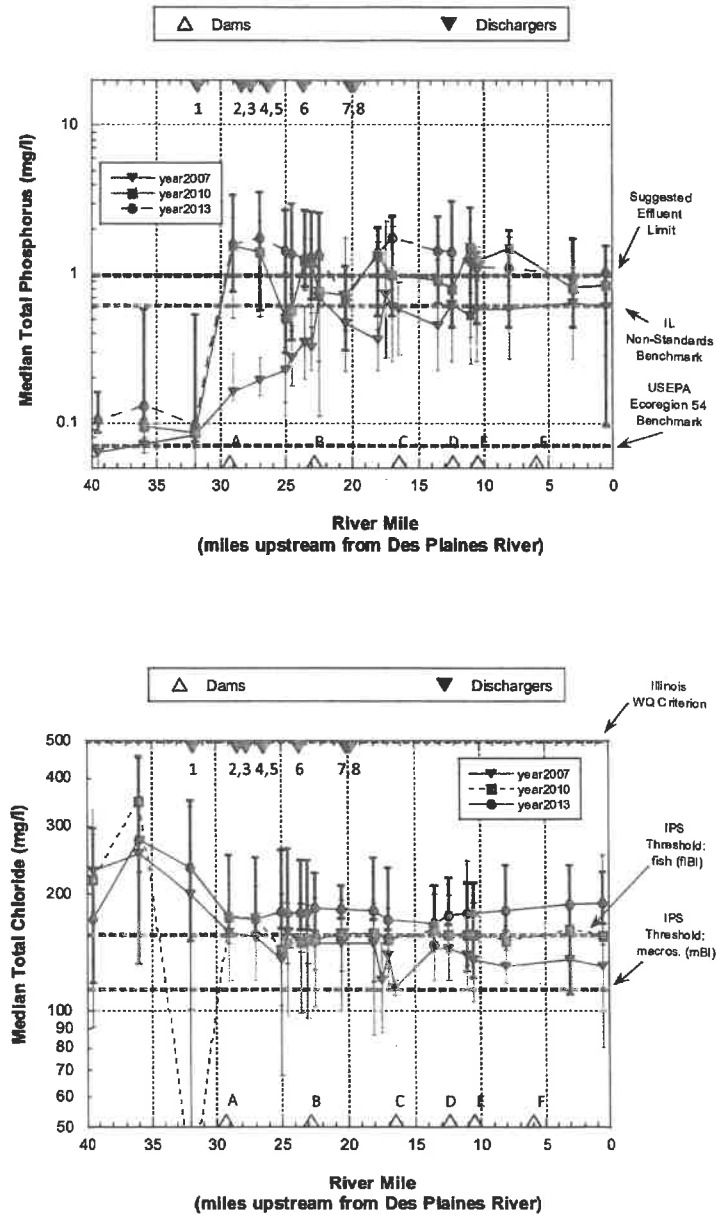 Dams Dischargers
Median Total Phosphorus (mg/l)
10
1
0.1
1 2,3 4,5 6 7,8
year2007
year2010
year2013
Suggested
Effluent
Limit
IL
Non-Standards
Benchmark
USEPA
Ecoregion 54
Benchmark
A B C D E F
40 35 30 25 20 15 10 5 0
River Mile
(miles upstream from Des Plaines River)
Dams Dischargers
Illinois
WQ Criterion
Median Total Chloride (mg/l)
500
400
300
200
100
90
80
70
60
50
1 2,3 4,5 6 7,8
year2007
year2010
year2013
IPS
Threshold:
fish (fIBI)
IPS
Threshold:
macros. (mIBI)
A B C D E F
40 35 30 25 20 15 10 5 0
River Mile
(miles upstream from Des Plaines River)